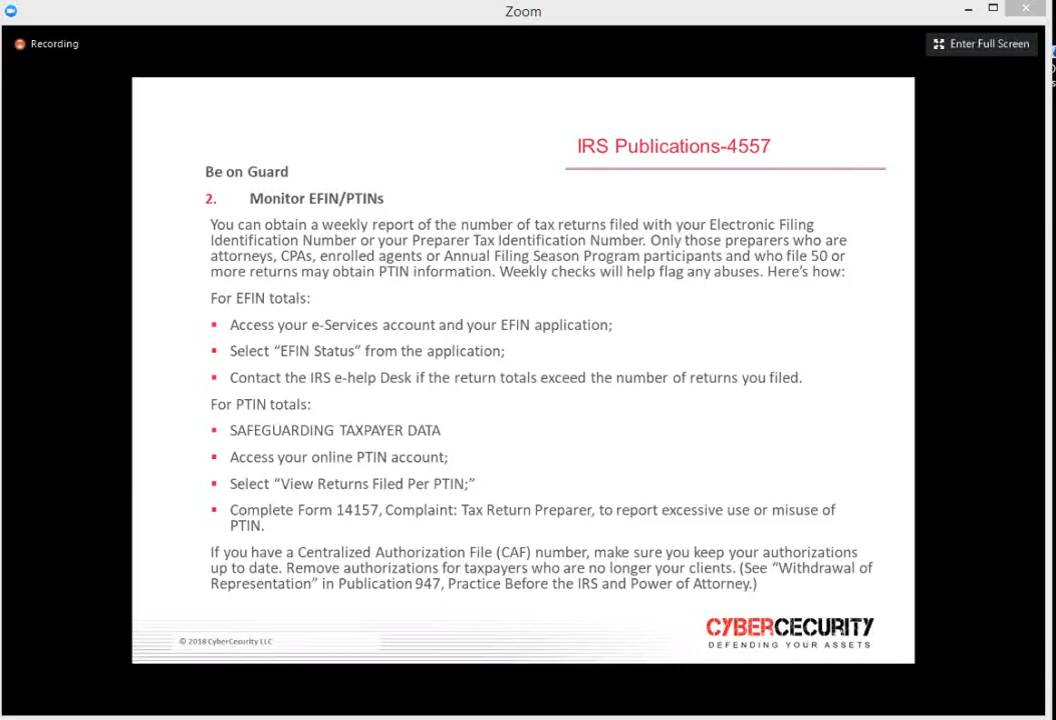 Zoom
Recording
Enter Full Screen
IRS Publications-4557
Be on Guard
2. Monitor EFIN/PTINs
You can obtain a weekly report of the number of tax returns filed with your Electronic Filing
Identification Number or your Preparer Tax Identification Number. Only those preparers who are
attorneys, CPAs, enrolled agents or Annual Filing Season Program participants and who file 50 or
more returns may obtain PTIN information. Weekly checks will help flag any abuses. Here's how:
For EFIN totals:
▪ Access your e-Services account and your EFIN application;
▪ Select “EFIN Status” from the application;
▪ Contact the IRS e-help Desk if the return totals exceed the number of returns you filed.
For PTIN totals:
▪ SAFEGUARDING TAXPAYER DATA
▪ Access your online PTIN account;
▪ Select “View Returns Filed Per PTIN;”
▪ Complete Form 14157, Complaint: Tax Return Preparer, to report excessive use or misuse of
PTIN.
If you have a Centralized Authorization File (CAF) number, make sure you keep your authorizations
up to date. Remove authorizations for taxpayers who are no longer your clients. (See “Withdrawal of
Representation” in Publication 947, Practice Before the IRS and Power of Attorney.)
© 2018 CyberCecurity LLC
CYBERCECURITY
DEFENDING YOUR ASSETS